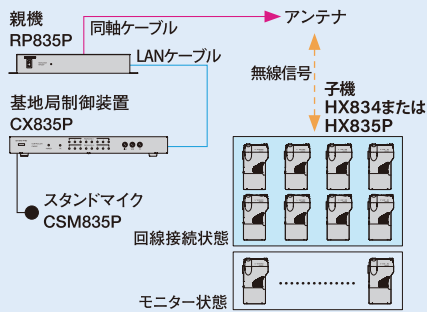 親機
RP835P
同軸ケーブル
アンテナ
LANケーブル
無線信号
基地局制御装置
CX835P
子機
HX834または
HX835P
スタンドマイク
CSM835P
回線接続状態
モニター状態